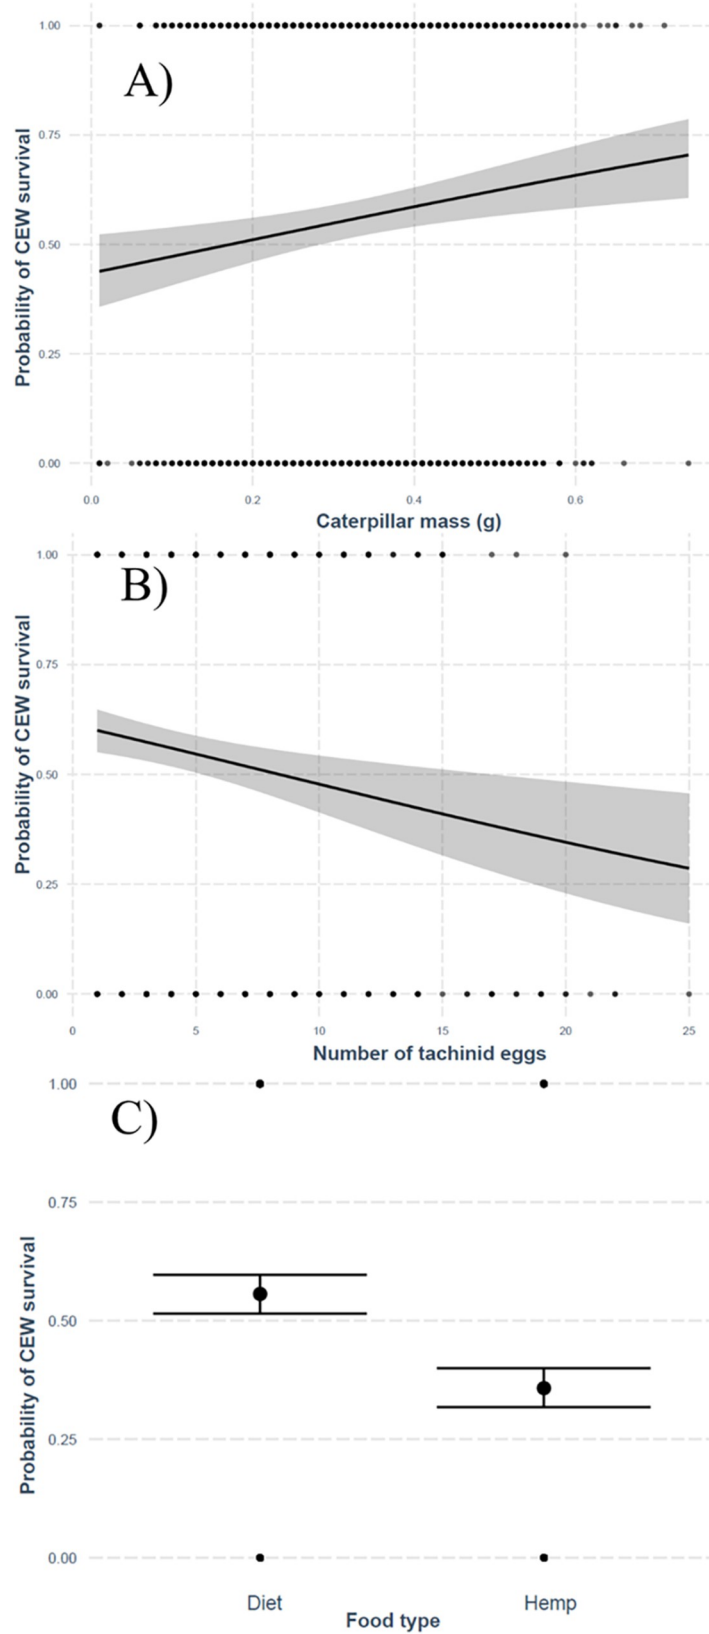 1.00
A)
0.75
0.50
0.25
0.00
Probability of CEW survival
0.0 0.2 0.4 0.6
Caterpillar mass (g)
1.00
B)
0.75
0.50
0.25
0.00
Probability of CEW survival
0 5 10 15 20 25
Number of tachinid eggs
1.00
C)
0.75
0.50
0.25
0.00
Probability of CEW survival
Diet Hemp
Food type